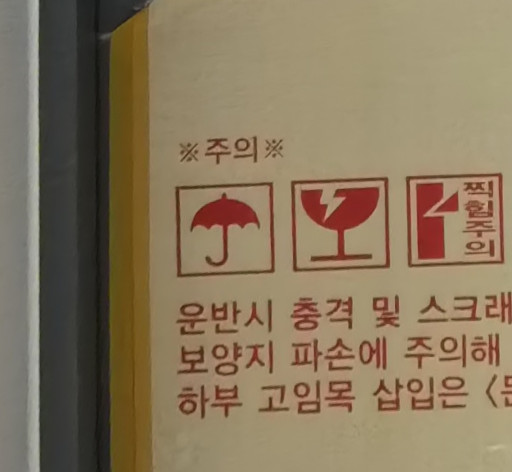 ※주의※
찍힘주의
운반시 충격 및 스크래
보양지 파손에 주의해
하부 고임목 삽입은